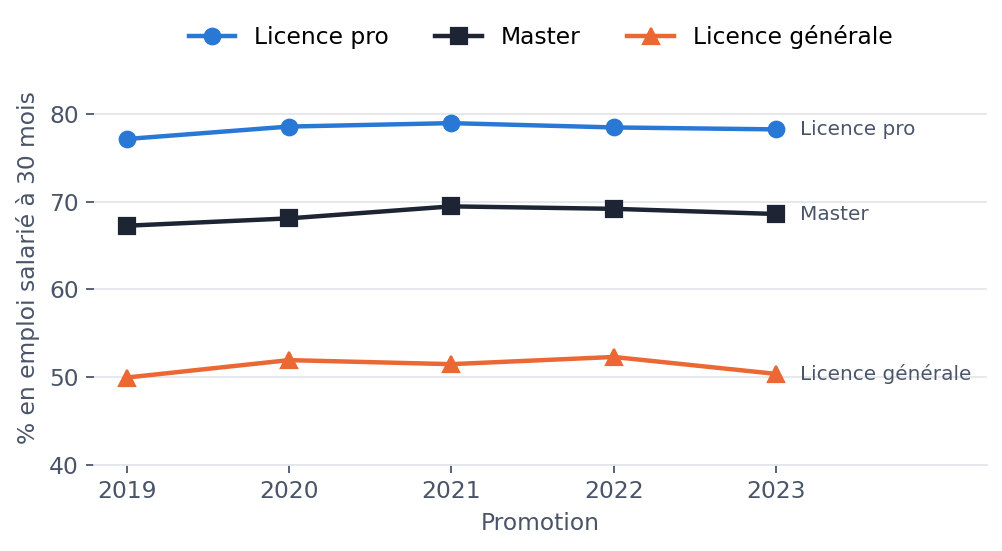 Licence pro Master Licence générale
% en emploi salarié à 30 mois
80
70
60
50
40
Licence pro
Master
Licence générale
2019 2020 2021 2022 2023
Promotion